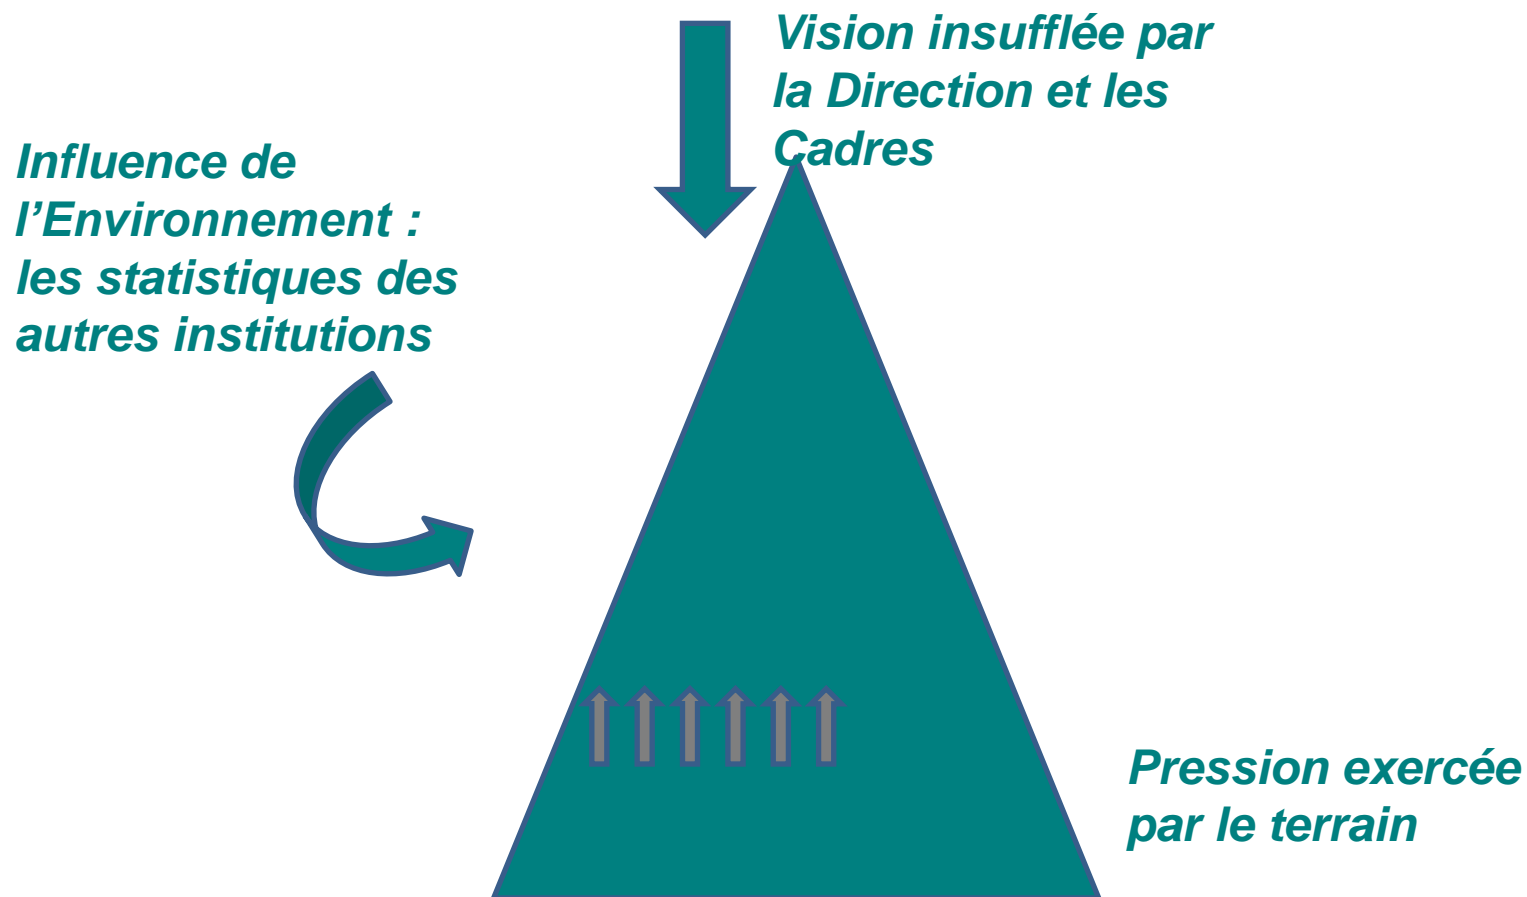 Vision insufflée par
la Direction et les
Cadres
Influence de
l’Environnement :
les statistiques des
autres institutions
Pression exercée
par le terrain